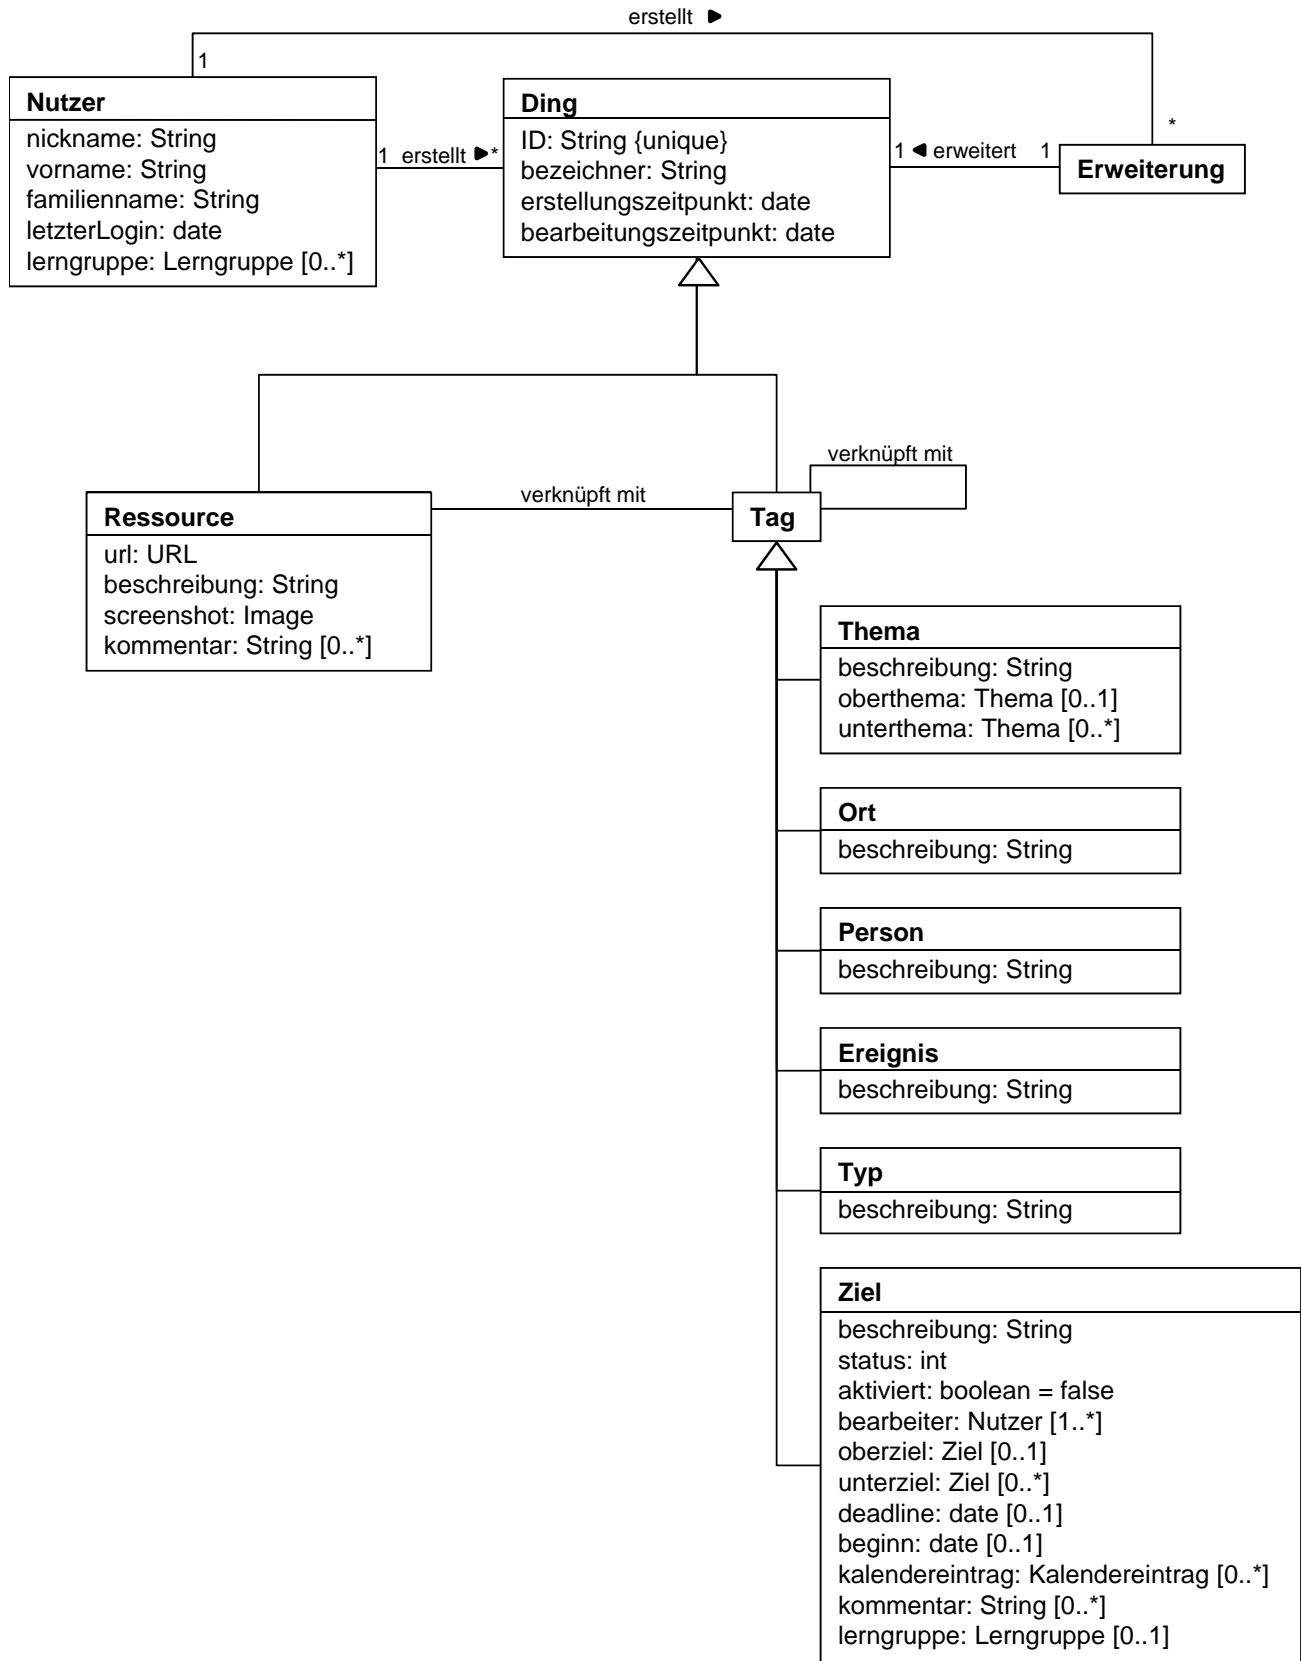 erstellt ▶
1
*
Nutzer
nickname: String
vorname: String
familienname: String
letzterLogin: date
lerngruppe: Lerngruppe [0..*]
1 erstellt ▶ *
Ding
ID: String {unique}
bezeichner: String
erstellungszeitpunkt: date
bearbeitungszeitpunkt: date
1 ◀ erweitert 1
Erweiterung
verknüpft mit
verknüpft mit
Ressource
url: URL
beschreibung: String
screenshot: Image
kommentar: String [0..*]
Tag
Thema
beschreibung: String
oberthema: Thema [0..1]
unterthema: Thema [0..*]
Ort
beschreibung: String
Person
beschreibung: String
Ereignis
beschreibung: String
Typ
beschreibung: String
Ziel
beschreibung: String
status: int
aktiviert: boolean = false
bearbeiter: Nutzer [1..*]
oberziel: Ziel [0..1]
unterziel: Ziel [0..*]
deadline: date [0..1]
beginn: date [0..1]
kalendereintrag: Kalendereintrag [0..*]
kommentar: String [0..*]
lerngruppe: Lerngruppe [0..1]